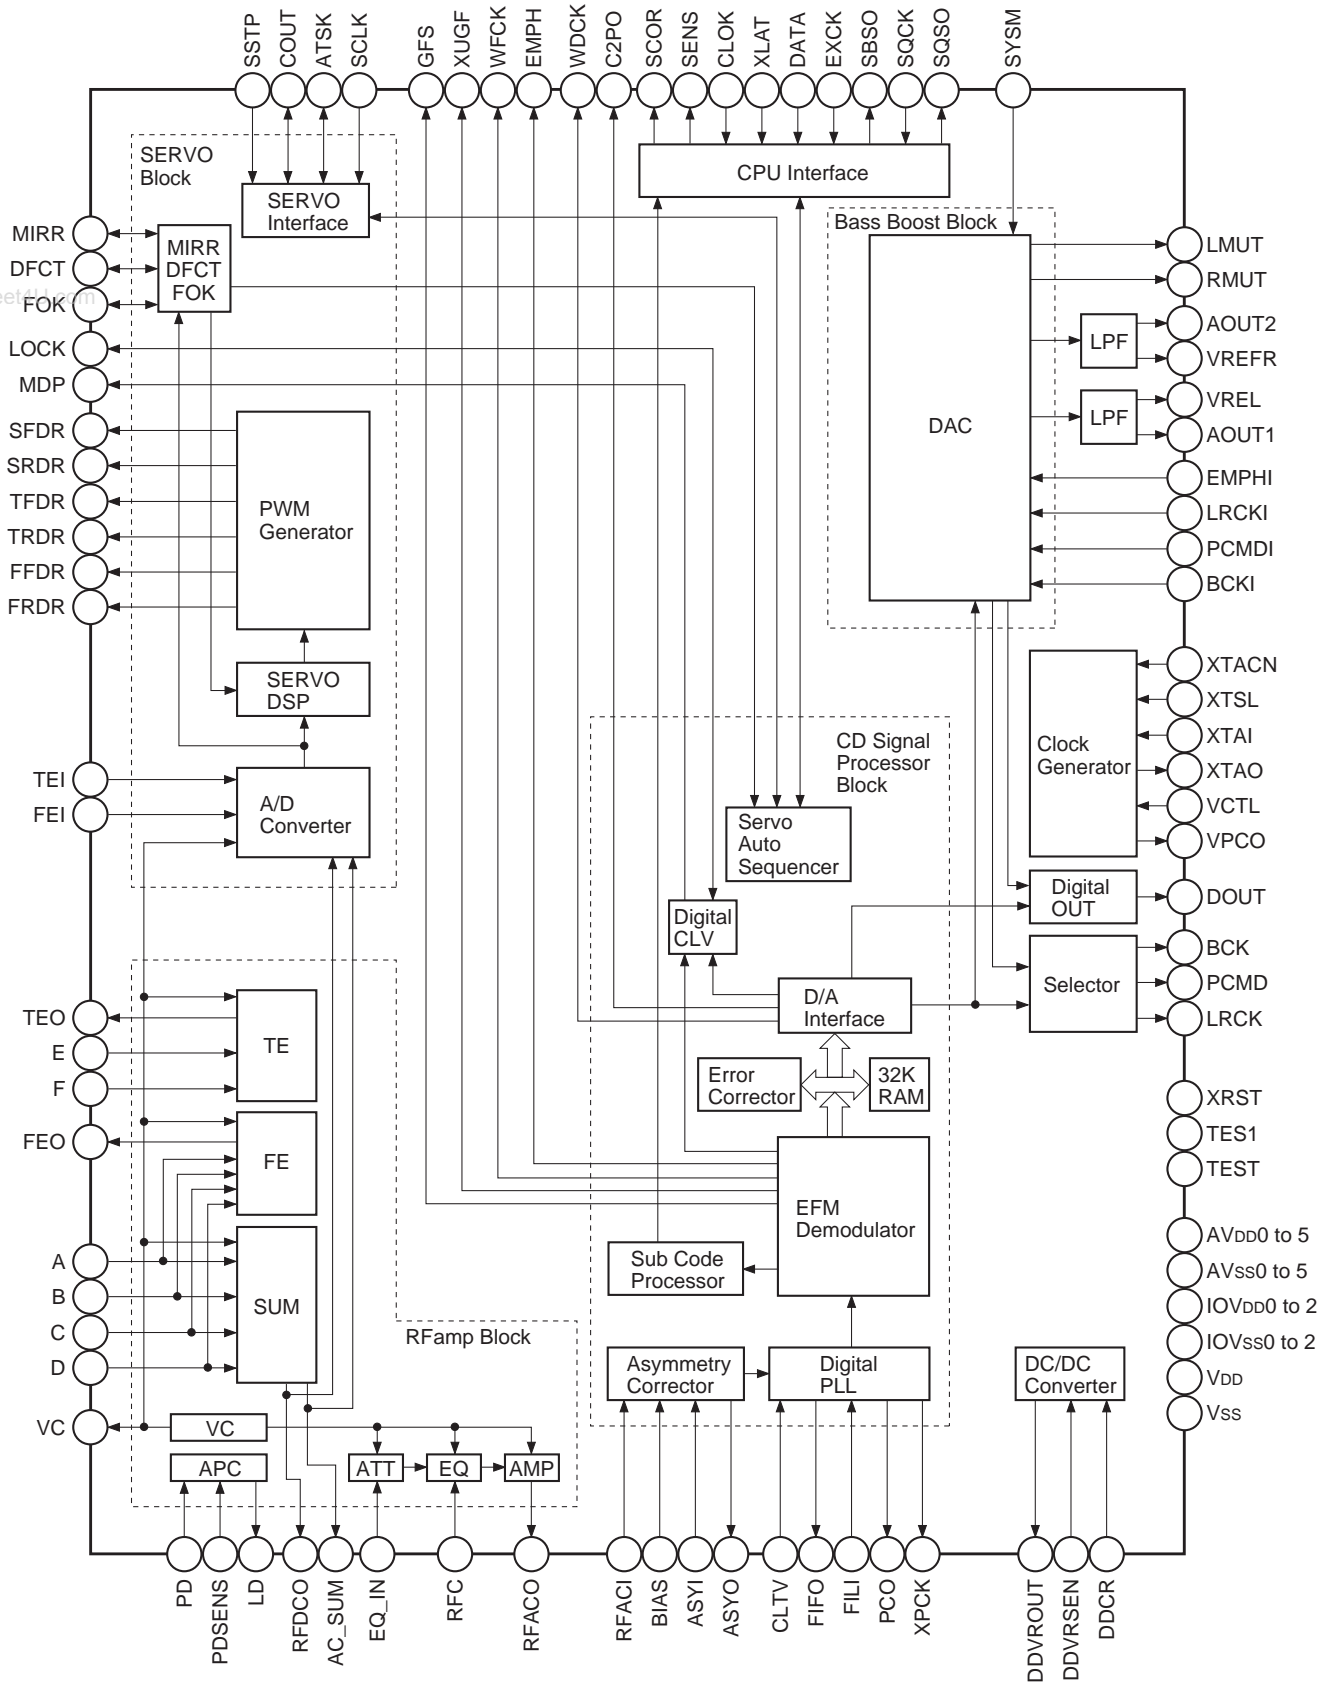 SSTP
COUT
ATSK
SCLK
GFS
XUGF
WFCK
EMPH
WDCK
C2PO
SCOR
SENS
CLOK
XLAT
DATA
EXCK
SBSO
SQCK
SQSO
SYSM
SERVO
Block
SERVO
Interface
CPU Interface
Bass Boost Block
MIRR
DFCT
FOK
LOCK
MDP
SFDR
SRDR
TFDR
TRDR
FFDR
FRDR
TEI
FEI
TEO
E
F
FEO
A
B
C
D
VC
MIRR
DFCT
FOK
PWM
Generator
SERVO
DSP
A/D
Converter
TE
FE
SUM
RFamp Block
VC
APC
ATT
EQ
AMP
DAC
LPF
LPF
CD Signal
Processor
Block
Servo
Auto
Sequencer
Digital
CLV
D/A
Interface
Error
Corrector
32K
RAM
EFM
Demodulator
Sub Code
Processor
Asymmetry
Corrector
Digital
PLL
Clock
Generator
Digital
OUT
Selector
DC/DC
Converter
LMUT
RMUT
AOUT2
VREFR
VREL
AOUT1
EMPHI
LRCKI
PCMDI
BCKI
XTACN
XTSL
XTAI
XTAO
VCTL
VPCO
DOUT
BCK
PCMD
LRCK
XRST
TES1
TEST
AVDD0 to 5
AVSS0 to 5
IOVDD0 to 2
IOVSS0 to 2
VDD
VSS
PD
PDSENS
LD
RFDCO
AC_SUM
EQ_IN
RFC
RFACO
RFACI
BIAS
ASYI
ASYO
CLTV
FIFO
FILI
PCO
XPCK
DDVROUT
DDVRSEN
DDCR